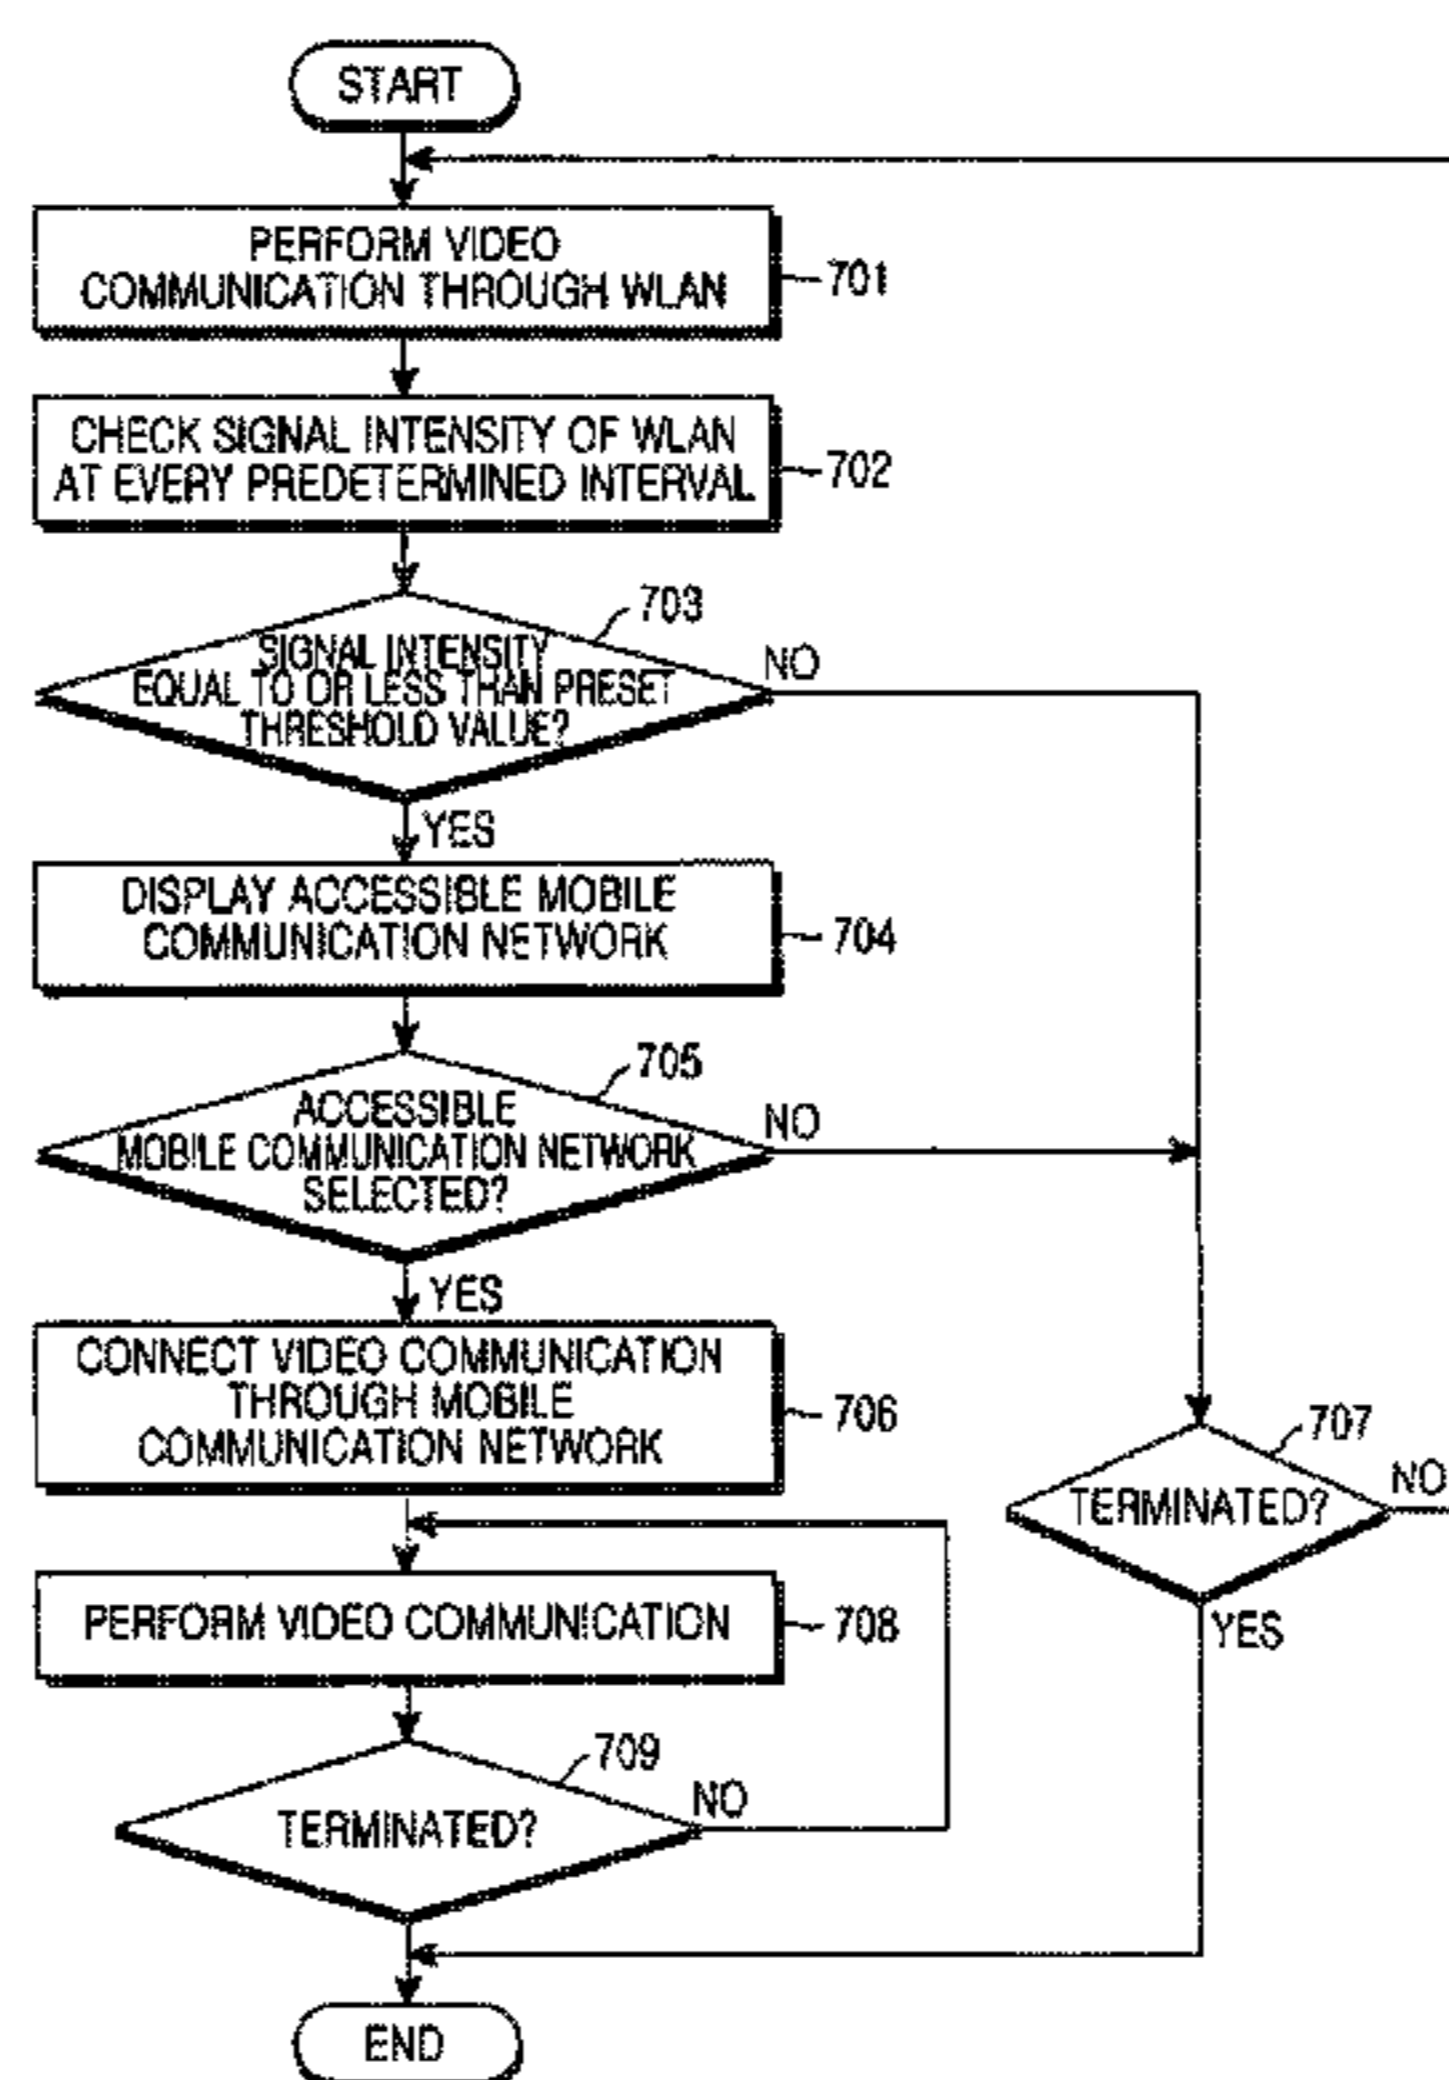 START
PERFORM VIDEO
COMMUNICATION THROUGH WLAN
701
CHECK SIGNAL INTENSITY OF WLAN
AT EVERY PREDETERMINED INTERVAL
702
703
SIGNAL INTENSITY
EQUAL TO OR LESS THAN PRESET
THRESHOLD VALUE?
NO
YES
DISPLAY ACCESSIBLE MOBILE
COMMUNICATION NETWORK
704
705
ACCESSIBLE
MOBILE COMMUNICATION NETWORK
SELECTED?
NO
YES
CONNECT VIDEO COMMUNICATION
THROUGH MOBILE
COMMUNICATION NETWORK
706
707
TERMINATED?
NO
YES
PERFORM VIDEO COMMUNICATION
708
709
TERMINATED?
NO
END